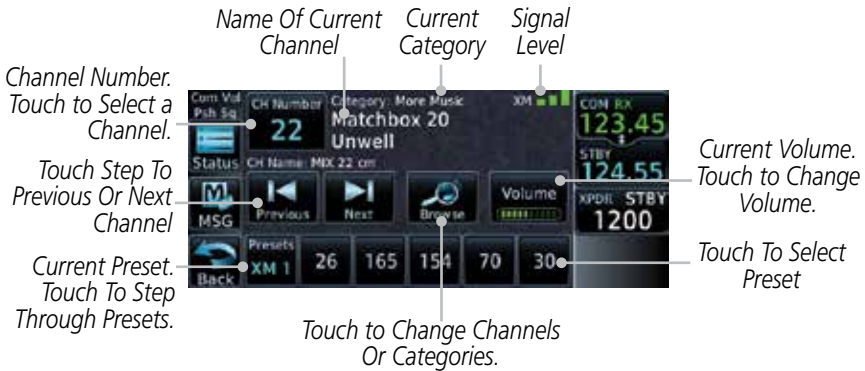 Name Of Current
Channel
Current
Category
Signal
Level
Channel Number.
Touch to Select a
Channel.
Touch Step To
Previous Or Next
Channel
Current Preset.
Touch To Step
Through Presets.
Com Vol
Psh Sq
Status
MSG
Back
CH Number
22
Category: More Music
Matchbox 20
Unwell
XM
CH Name: MIX 22 cm
Previous
Next
Browse
Volume
Presets
XM 1
26
165
154
70
30
COM RX
123.45
STBY
124.55
XPDR STBY
1200
Current Volume.
Touch to Change
Volume.
Touch To Select
Preset
Touch to Change Channels
Or Categories.